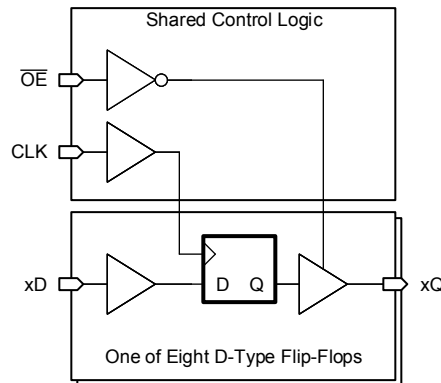 Shared Control Logic
OE
CLK
xD
D Q
xQ
One of Eight D-Type Flip-Flops